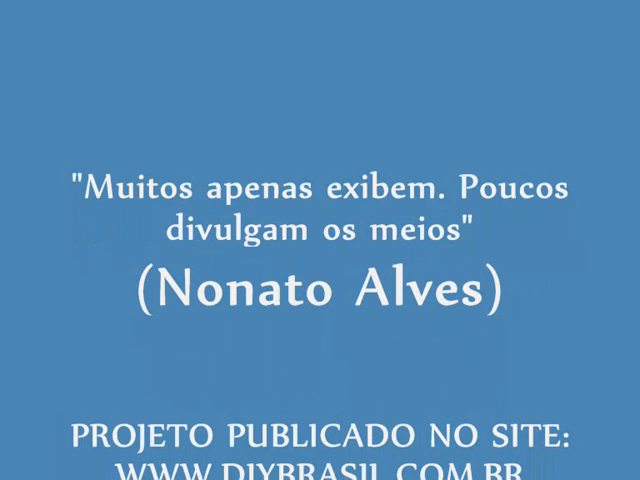 "Muitos apenas exibem. Poucos
divulgam os meios"
(Nonato Alves)
PROJETO PUBLICADO NO SITE:
WWW.DIYBRASIL.COM.BR